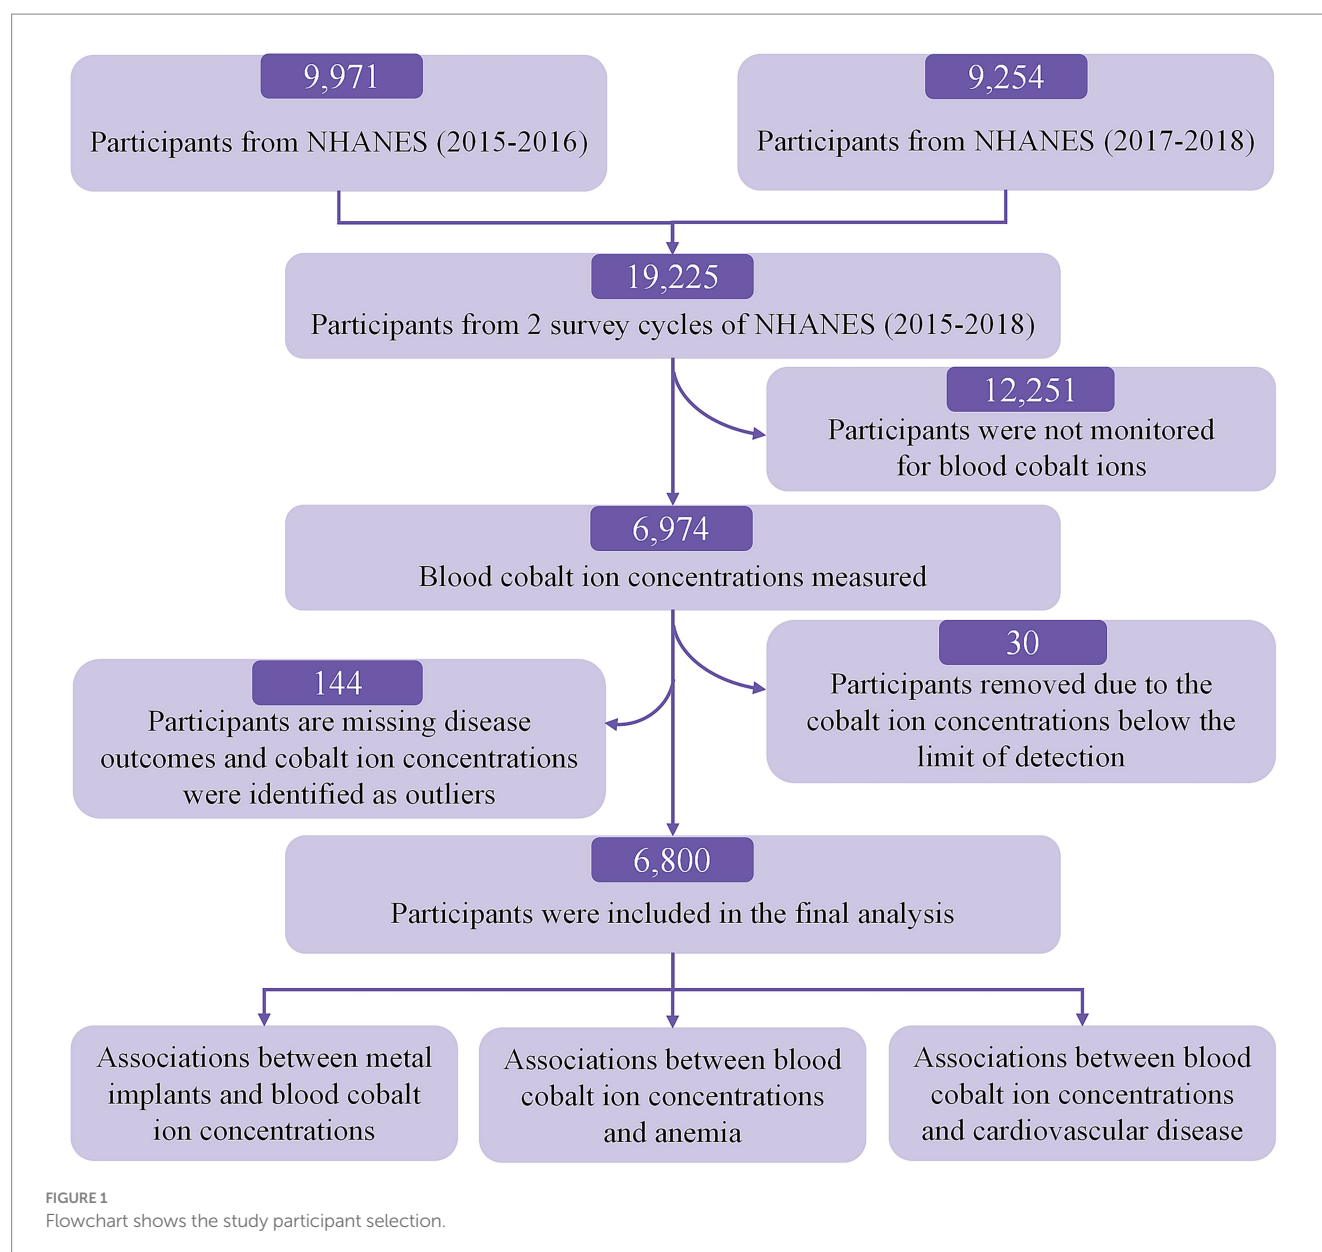 9,971
Participants from NHANES (2015-2016)
9,254
Participants from NHANES (2017-2018)
19,225
Participants from 2 survey cycles of NHANES (2015-2018)
12,251
Participants were not monitored
for blood cobalt ions
6,974
Blood cobalt ion concentrations measured
30
Participants removed due to the
cobalt ion concentrations below the
limit of detection
144
Participants are missing disease
outcomes and cobalt ion concentrations
were identified as outliers
6,800
Participants were included in the final analysis
Associations between metal
implants and blood cobalt
ion concentrations
Associations between blood
cobalt ion concentrations
and anemia
Associations between blood
cobalt ion concentrations
and cardiovascular disease
FIGURE 1
Flowchart shows the study participant selection.